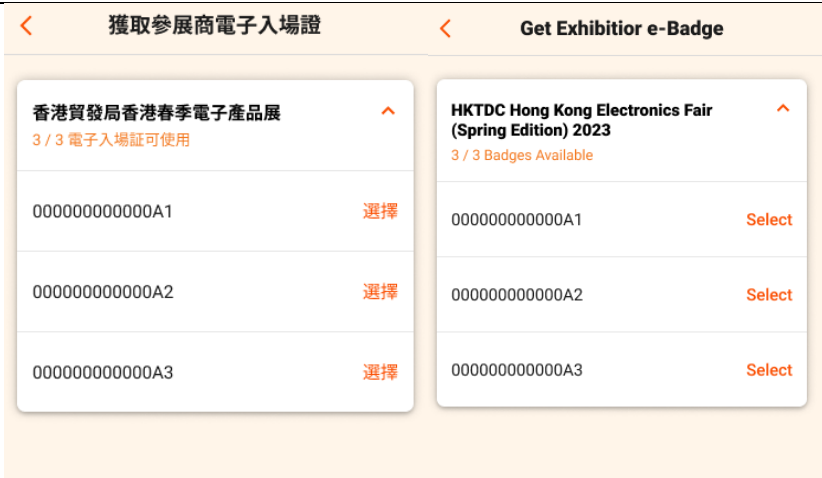 獲取參展商電子入場證
香港貿發局香港春季電子產品展
3 / 3 電子入場証可使用
000000000000A1 選擇
000000000000A2 選擇
000000000000A3 選擇
Get Exhibitior e-Badge
HKTDC Hong Kong Electronics Fair
(Spring Edition) 2023
3 / 3 Badges Available
000000000000A1 Select
000000000000A2 Select
000000000000A3 Select